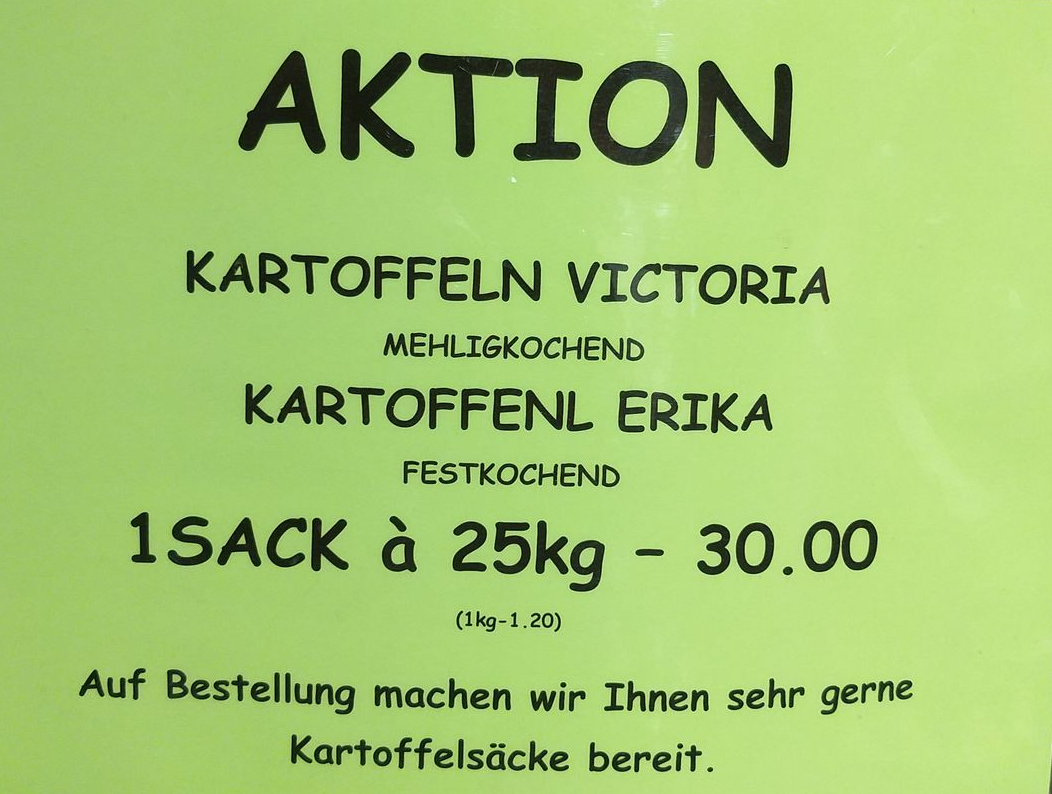 AKTION
KARTOFFELN VICTORIA
MEHLIGKOCHEND
KARTOFFENL ERIKA
FESTKOCHEND
1SACK à 25kg - 30.00
(1kg-1.20)
Auf Bestellung machen wir Ihnen sehr gerne
Kartoffelsäcke bereit.